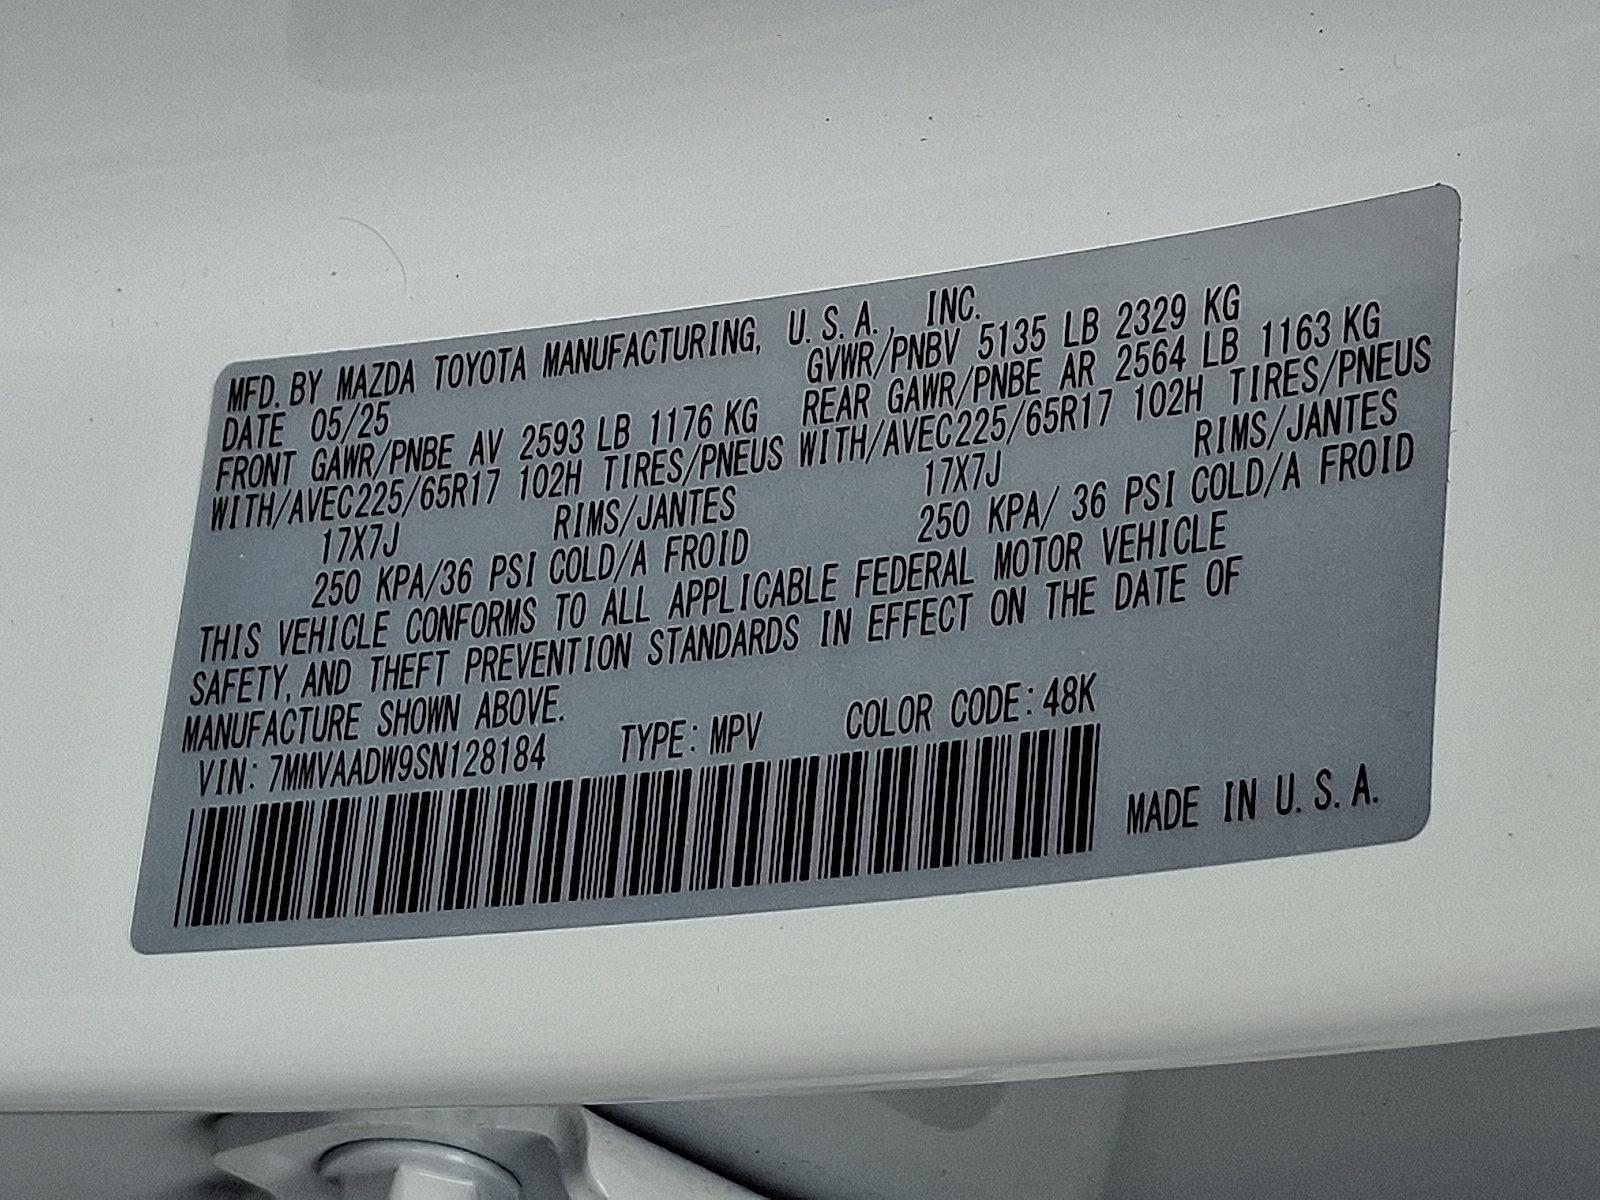 MFD. BY MAZDA TOYOTA MANUFACTURING, U.S.A., INC.
DATE 05/25 GVWR/PNBV 5135 LB 2329 KG
FRONT GAWR/PNBE AV 2593 LB 1176 KG REAR GAWR/PNBE AR 2564 LB 1163 KG
WITH/AVEC225/65R17 102H TIRES/PNEUS WITH/AVEC225/65R17 102H TIRES/PNEUS
17X7J RIMS/JANTES 17X7J RIMS/JANTES
250 KPA/36 PSI COLD/A FROID 250 KPA/ 36 PSI COLD/A FROID
THIS VEHICLE CONFORMS TO ALL APPLICABLE FEDERAL MOTOR VEHICLE
SAFETY, AND THEFT PREVENTION STANDARDS IN EFFECT ON THE DATE OF
MANUFACTURE SHOWN ABOVE.
VIN: 7MMVAADW9SN128184 TYPE: MPV COLOR CODE: 48K
MADE IN U.S.A.